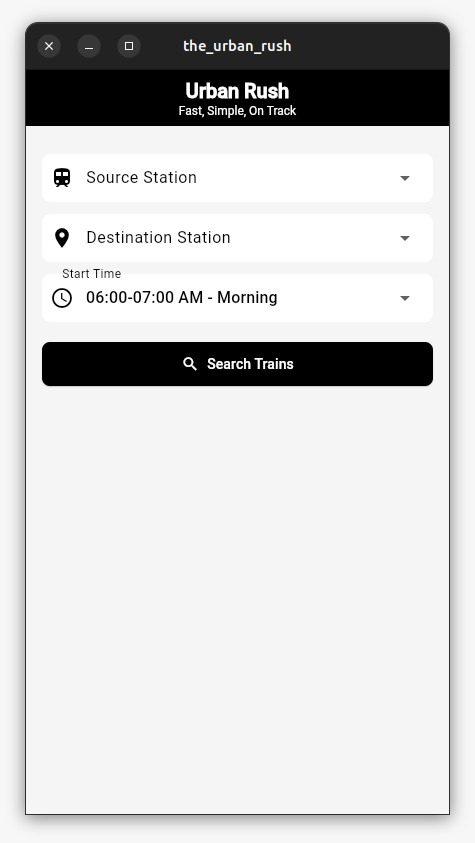 the_urban_rush
Urban Rush
Fast, Simple, On Track
Source Station
Destination Station
Start Time
06:00-07:00 AM - Morning
Search Trains